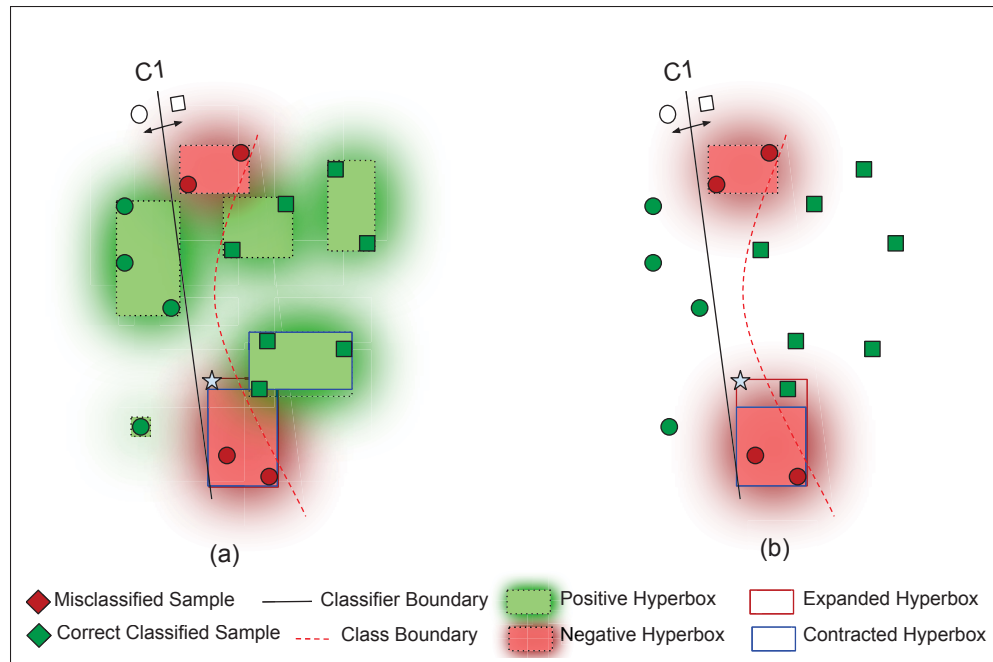 C1
C1
(a)
(b)
Misclassified Sample
Classifier Boundary
Positive Hyperbox
Expanded Hyperbox
Correct Classified Sample
Class Boundary
Negative Hyperbox
Contracted Hyperbox